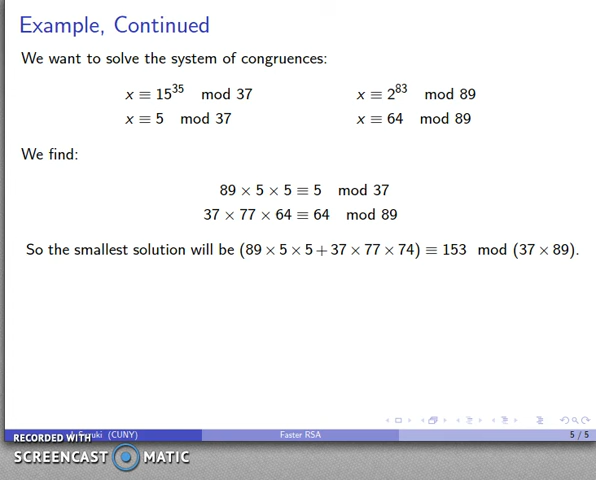 Example, Continued
We want to solve the system of congruences:
x ≡ 15^35 mod 37 x ≡ 2^83 mod 89
x ≡ 5 mod 37 x ≡ 64 mod 89
We find:
89 × 5 × 5 ≡ 5 mod 37
37 × 77 × 64 ≡ 64 mod 89
So the smallest solution will be (89 × 5 × 5 + 37 × 77 × 74) ≡ 153 mod (37 × 89).
(CUNY) Faster RSA 5 / 5
RECORDED WITH
SCREENCAST MATIC